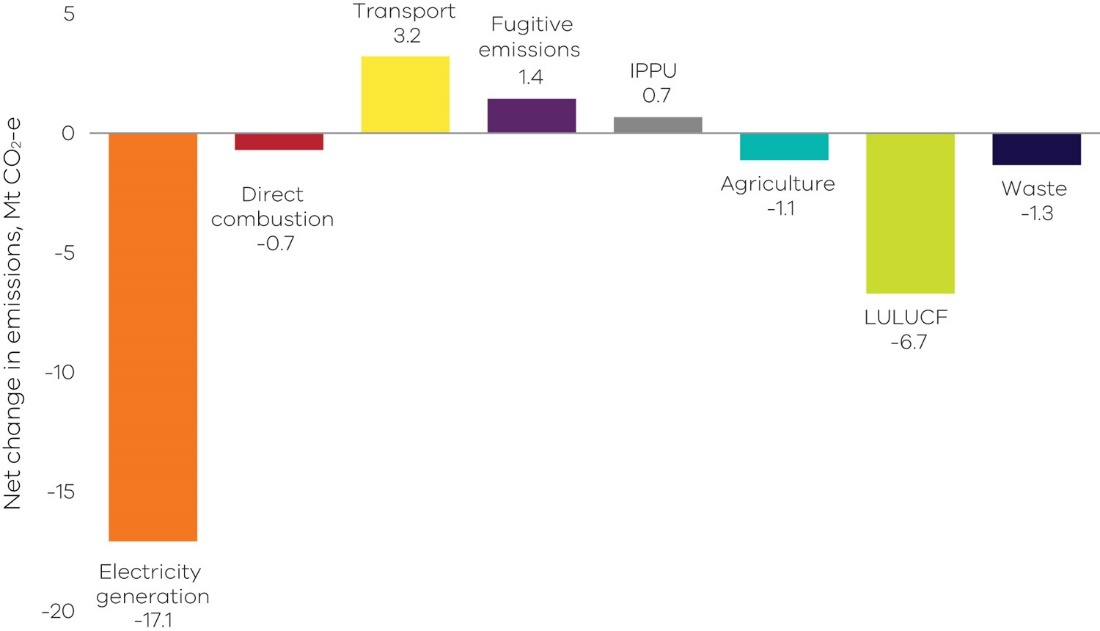 Net change in emissions, Mt CO₂-e
5
0
-5
-10
-15
-20
Electricity
generation
-17.1
Direct
combustion
-0.7
Transport
3.2
Fugitive
emissions
1.4
IPPU
0.7
Agriculture
-1.1
LULUCF
-6.7
Waste
-1.3